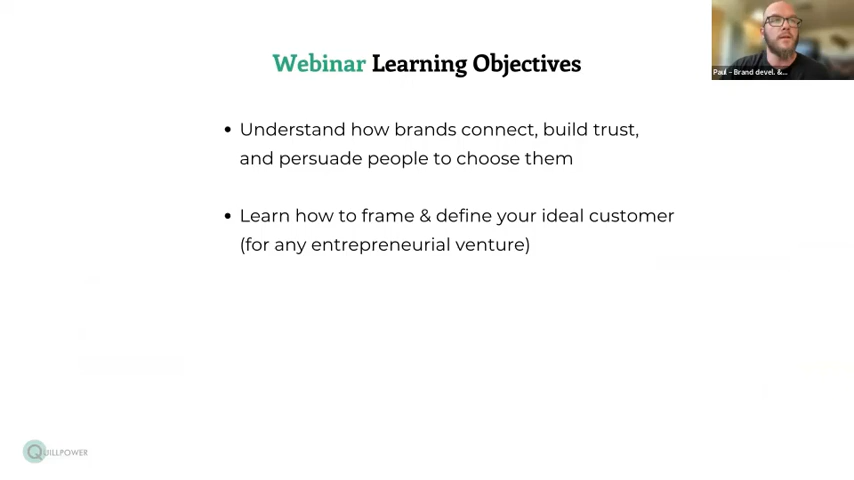 Webinar Learning Objectives
Paul - Brand devel. &...
• Understand how brands connect, build trust,
and persuade people to choose them
• Learn how to frame & define your ideal customer
(for any entrepreneurial venture)
QUILLPOWER